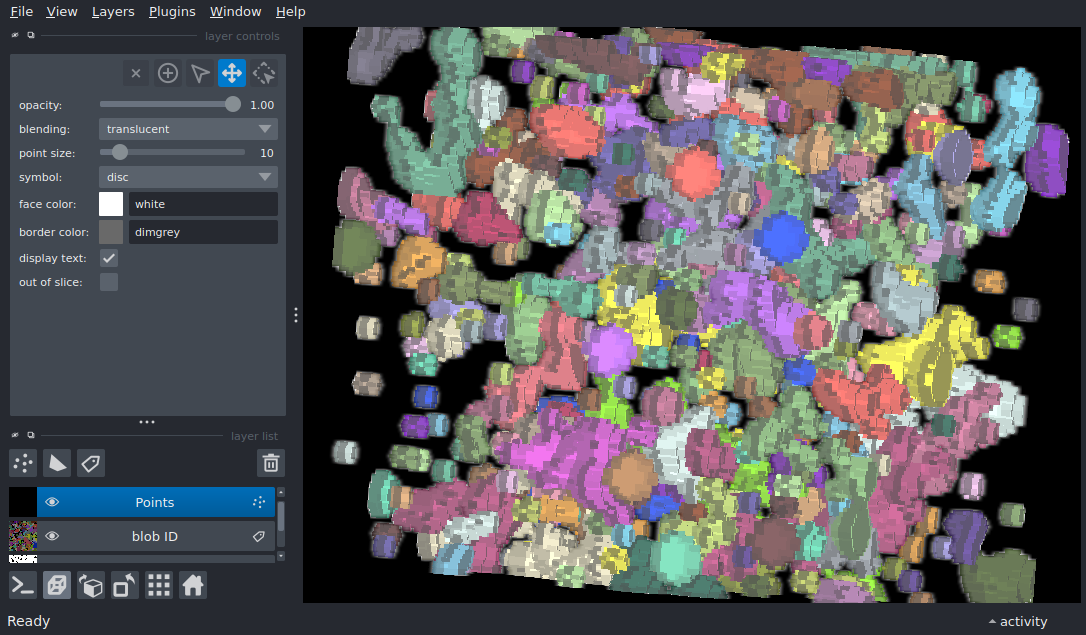 File View Layers Plugins Window Help
layer controls
opacity: 1.00
blending: translucent
point size: 10
symbol: disc
face color: white
border color: dimgrey
display text:
out of slice:
layer list
Points
blob ID
Ready activity